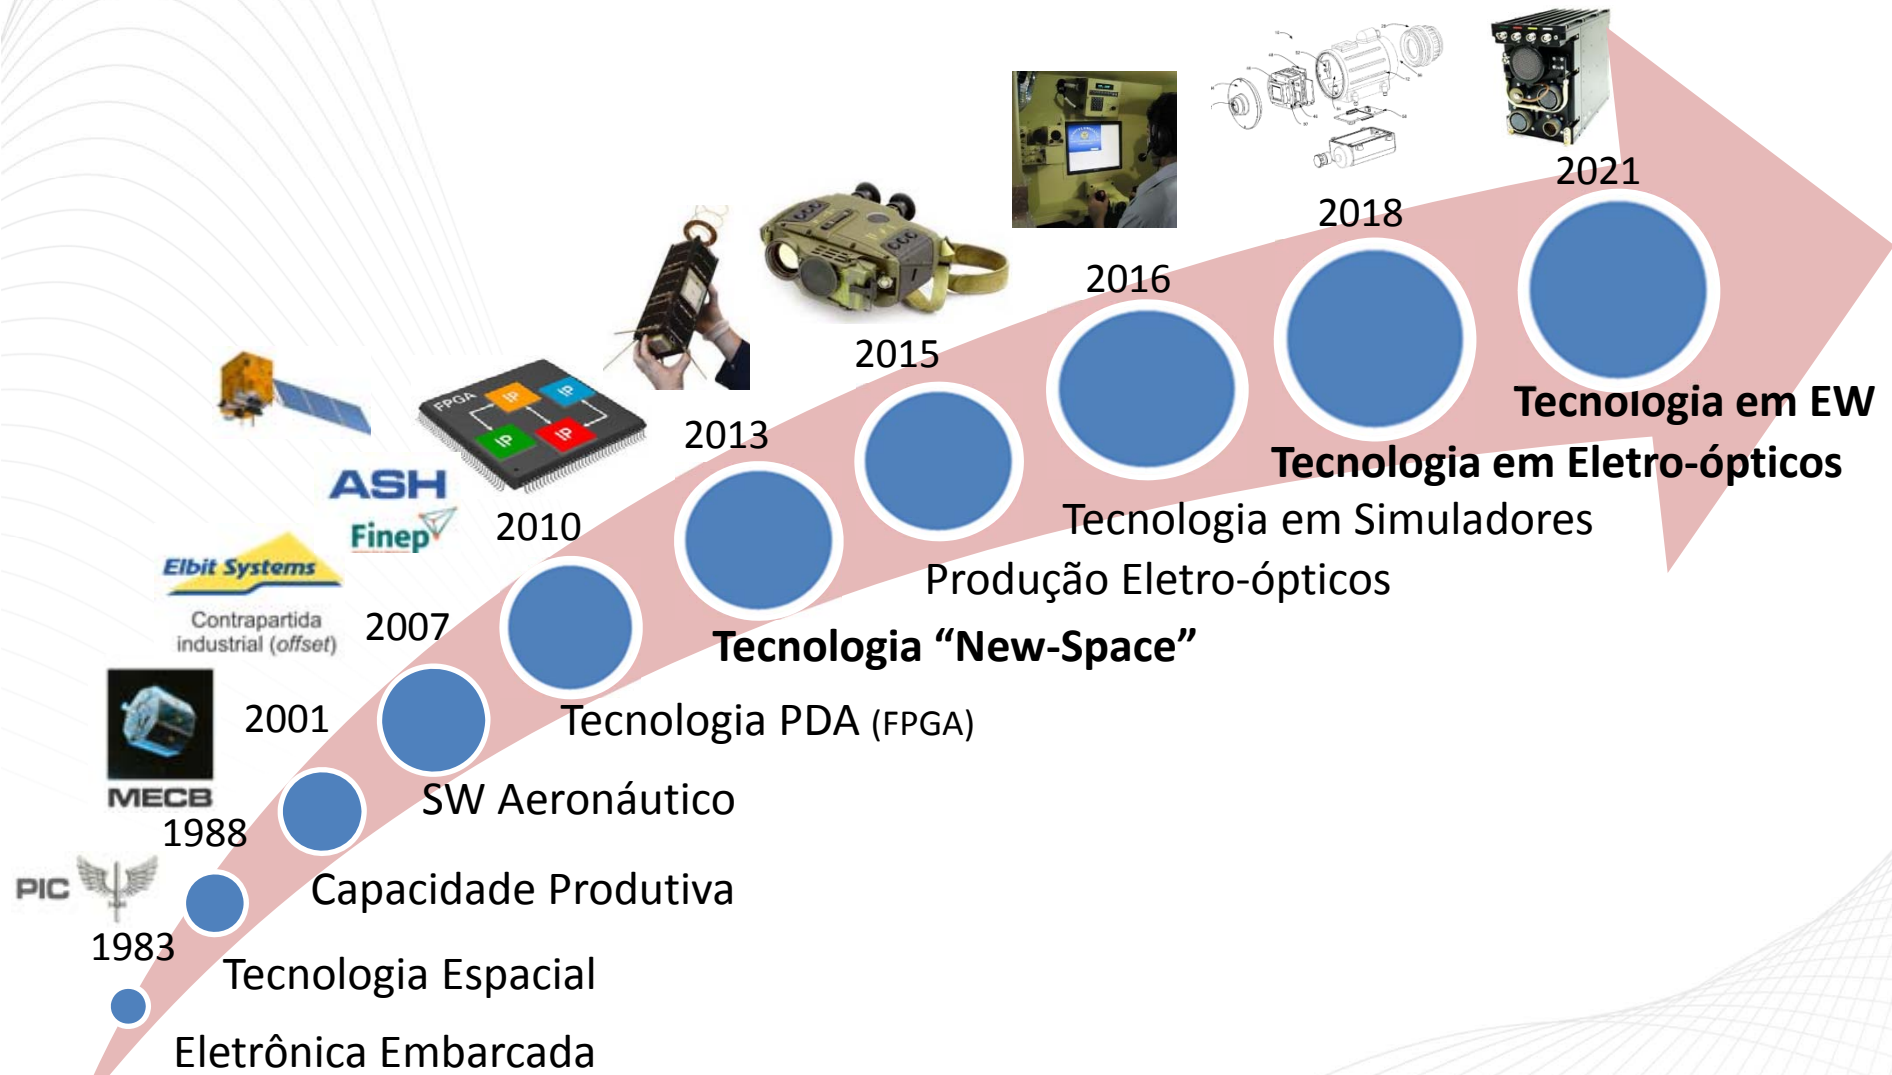 2021
2018
2016
2015
Tecnologia em EW
FPGA
IP
IP
IP
IP
2013
Tecnologia em Eletro-ópticos
ASH
Finep
2010
Tecnologia em Simuladores
Elbit Systems
Contrapartida
industrial (offset)
Produção Eletro-ópticos
2007
Tecnologia “New-Space”
2001
Tecnologia PDA (FPGA)
MECB
SW Aeronáutico
1988
PIC
Capacidade Produtiva
1983
Tecnologia Espacial
Eletrônica Embarcada